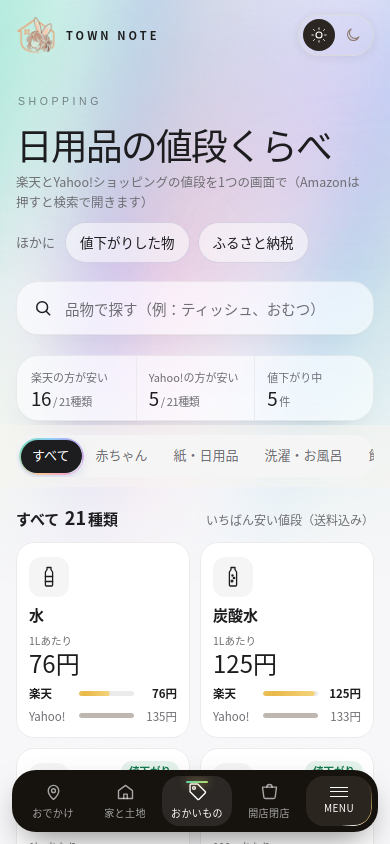 TOWN NOTE
SHOPPING
日用品の値段くらべ
楽天とYahoo!ショッピングの値段を1つの画面で（Amazonは
押すと検索で開きます）
ほかに 値下がりした物 ふるさと納税
品物で探す（例：ティッシュ、おむつ）
楽天の方が安い Yahoo!の方が安い 値下がり中
16 / 21種類 5 / 21種類 5 件
すべて 赤ちゃん 紙・日用品 洗濯・お風呂
すべて 21種類 いちばん安い値段（送料込み）
水
1Lあたり
76円
楽天 76円
Yahoo! 135円
炭酸水
1Lあたり
125円
楽天 125円
Yahoo! 133円
おでかけ 家と土地 おかいもの 開店閉店 MENU